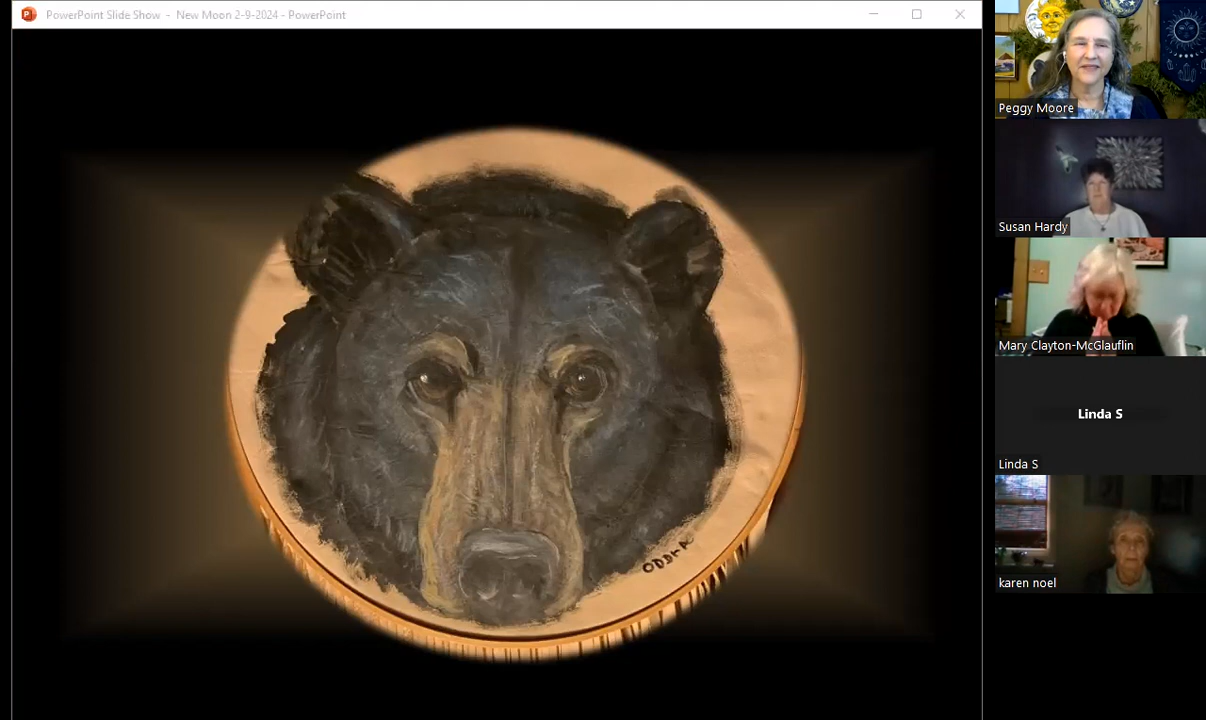 PowerPoint Slide Show - New Moon 2-9-2024 - PowerPoint
ODDLA
Peggy Moore
Susan Hardy
Mary Clayton-McGlauflin
Linda S
Linda S
karen noel